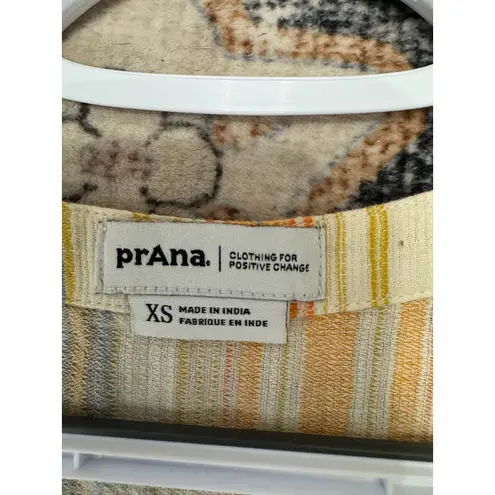 prAna.
CLOTHING FOR
POSITIVE CHANGE
XS
MADE IN INDIA
FABRIQUE EN INDE